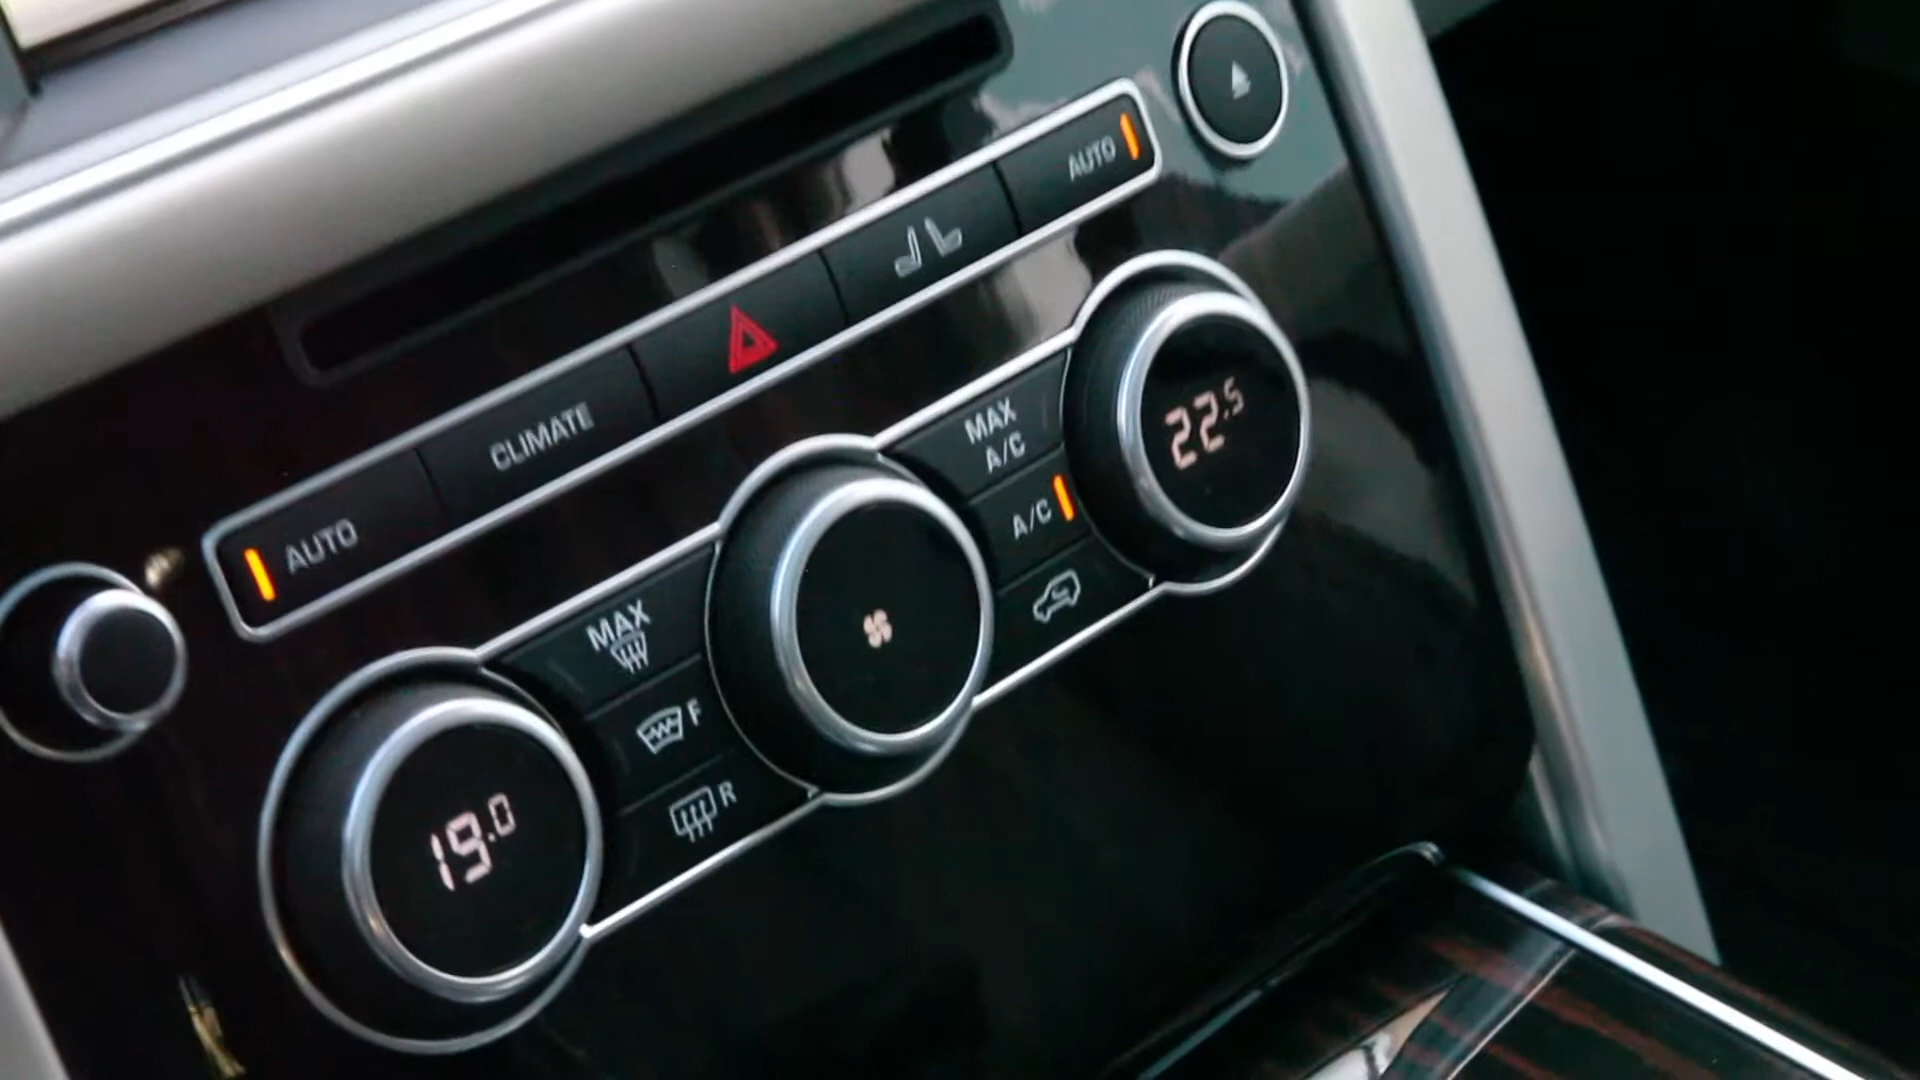 AUTO
CLIMATE
AUTO
MAX
A/C
22.5
A/C
MAX
F
R
19.0